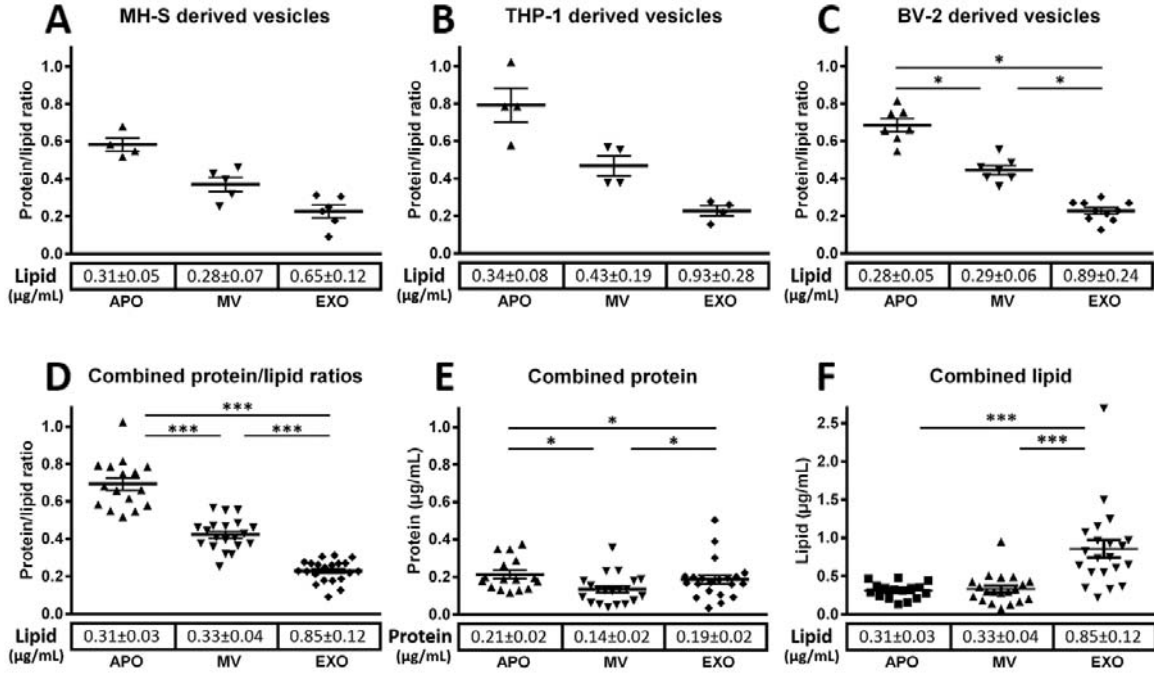 A MH-S derived vesicles
Protein/lipid ratio
1.0
0.8
0.6
0.4
0.2
0.0
Lipid (µg/mL) 0.31±0.05 0.28±0.07 0.65±0.12
APO MV EXO
B THP-1 derived vesicles
Protein/lipid ratio
1.0
0.8
0.6
0.4
0.2
0.0
Lipid (µg/mL) 0.34±0.08 0.43±0.19 0.93±0.28
APO MV EXO
C BV-2 derived vesicles
Protein/lipid ratio
1.0
0.8
0.6
0.4
0.2
0.0
*
* *
Lipid (µg/mL) 0.28±0.05 0.29±0.06 0.89±0.24
APO MV EXO
D Combined protein/lipid ratios
Protein/lipid ratio
1.0
0.8
0.6
0.4
0.2
0.0
***
*** ***
Lipid (µg/mL) 0.31±0.03 0.33±0.04 0.85±0.12
APO MV EXO
E Combined protein
Protein (µg/mL)
1.0
0.8
0.6
0.4
0.2
0.0
*
* *
Protein (µg/mL) 0.21±0.02 0.14±0.02 0.19±0.02
APO MV EXO
F Combined lipid
Lipid (µg/mL)
2.5
2.0
1.5
1.0
0.5
0.0
***
***
Lipid (µg/mL) 0.31±0.03 0.33±0.04 0.85±0.12
APO MV EXO